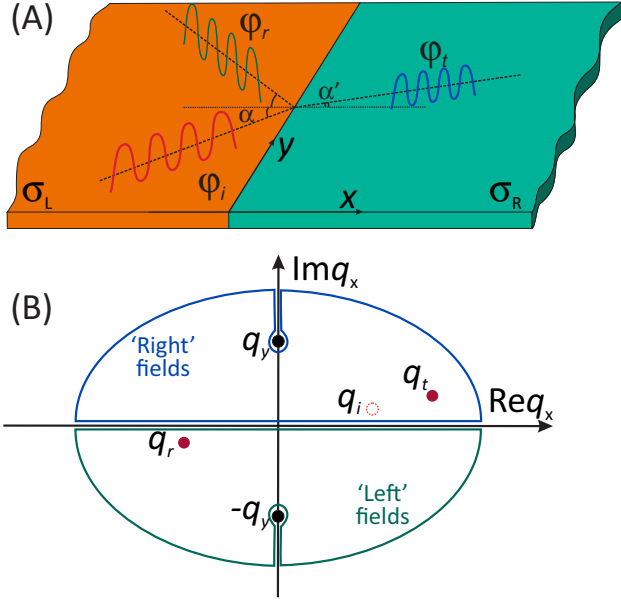 (A)
φr
φt
α'
α
y
φi
σL
x
σR
(B)
Imqx
'Right'
fields
qy
qt
qi
Reqx
qr
'Left'
fields
-qy